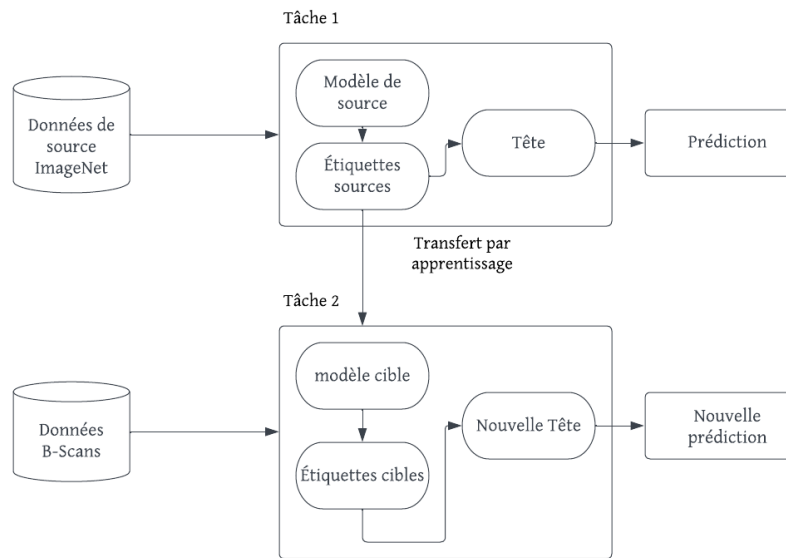 Tâche 1
Données de
source
ImageNet
Modèle de
source
Étiquettes
sources
Tête
Prédiction
Transfert par
apprentissage
Tâche 2
Données
B-Scans
modèle cible
Étiquettes cibles
Nouvelle Tête
Nouvelle
prédiction